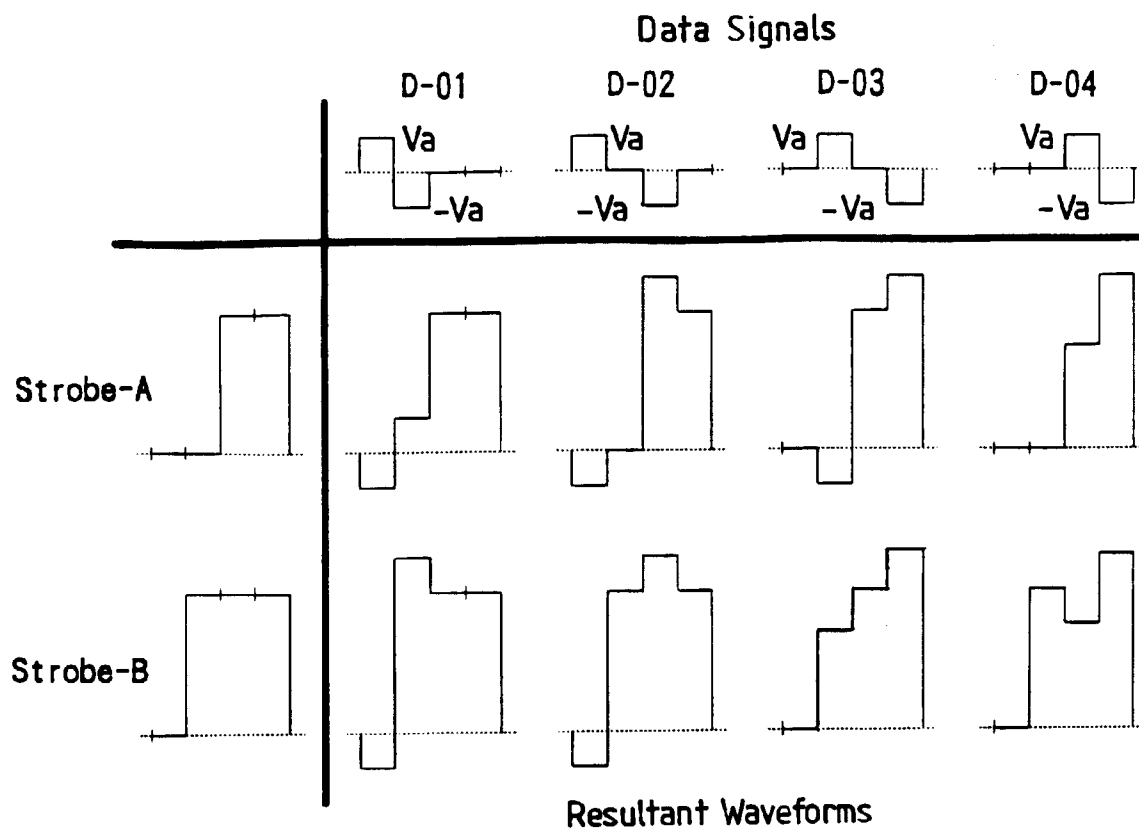 Data Signals
D-01 D-02 D-03 D-04
Va Va Va Va
-Va -Va -Va -Va
Strobe-A
Strobe-B
Resultant Waveforms